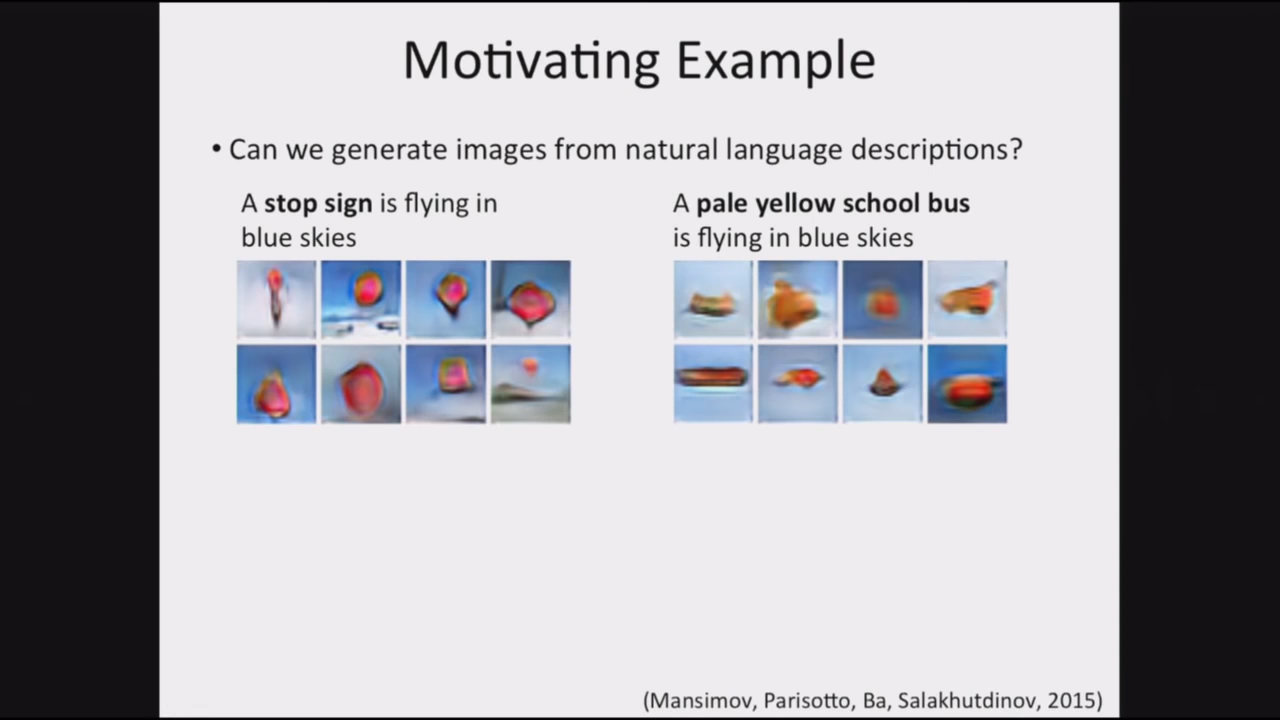 Motivating Example
• Can we generate images from natural language descriptions?
A stop sign is flying in
blue skies
A pale yellow school bus
is flying in blue skies
(Mansimov, Parisotto, Ba, Salakhutdinov, 2015)